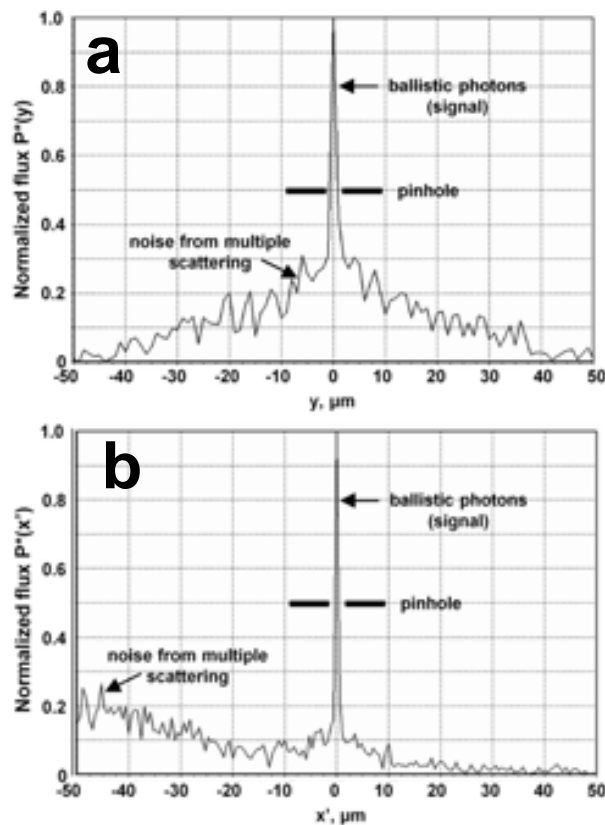 a
Normalized flux P*(y)
1.0
0.8
0.6
0.4
0.2
0
ballistic photons
(signal)
pinhole
noise from multiple
scattering
-50 -40 -30 -20 -10 0 10 20 30 40 50
y, µm
b
Normalized flux P*(x')
1.0
0.8
0.6
0.4
0.2
0
ballistic photons
(signal)
pinhole
noise from multiple
scattering
-50 -40 -30 -20 -10 0 10 20 30 40 50
x', µm